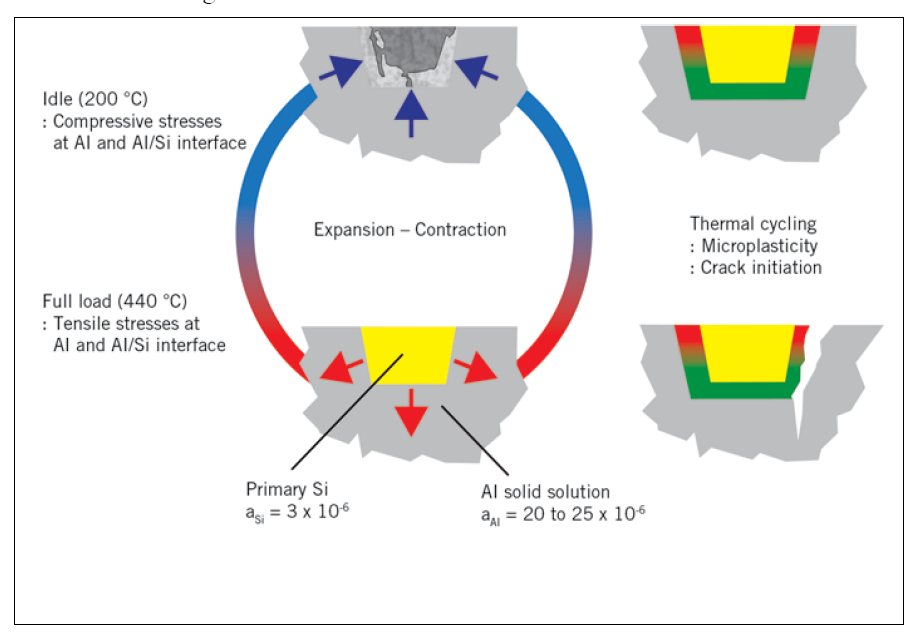 Idle (200 °C)
: Compressive stresses
at Al and Al/Si interface
Expansion – Contraction
Thermal cycling
: Microplasticity
: Crack initiation
Full load (440 °C)
: Tensile stresses at
Al and Al/Si interface
Primary Si
a_Si = 3 x 10^-6
Al solid solution
a_Al = 20 to 25 x 10^-6